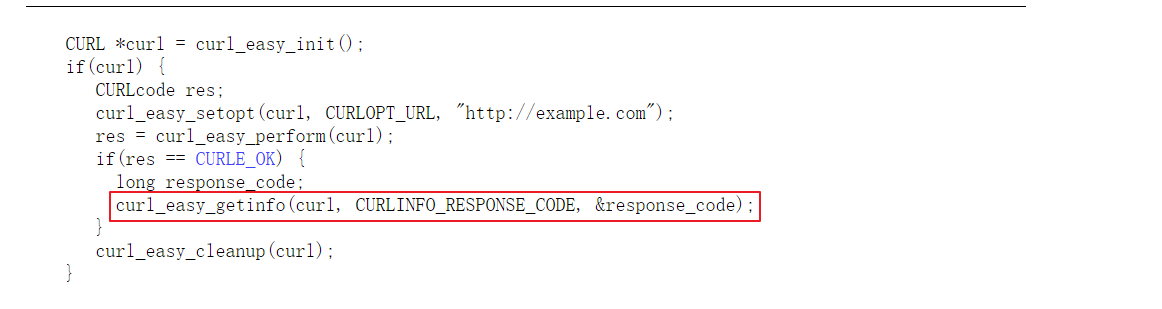 CURL *curl = curl_easy_init();
if(curl) {
CURLcode res;
curl_easy_setopt(curl, CURLOPT_URL, "http://example.com");
res = curl_easy_perform(curl);
if(res == CURLE_OK) {
long response_code;
curl_easy_getinfo(curl, CURLINFO_RESPONSE_CODE, &response_code);
}
curl_easy_cleanup(curl);
}